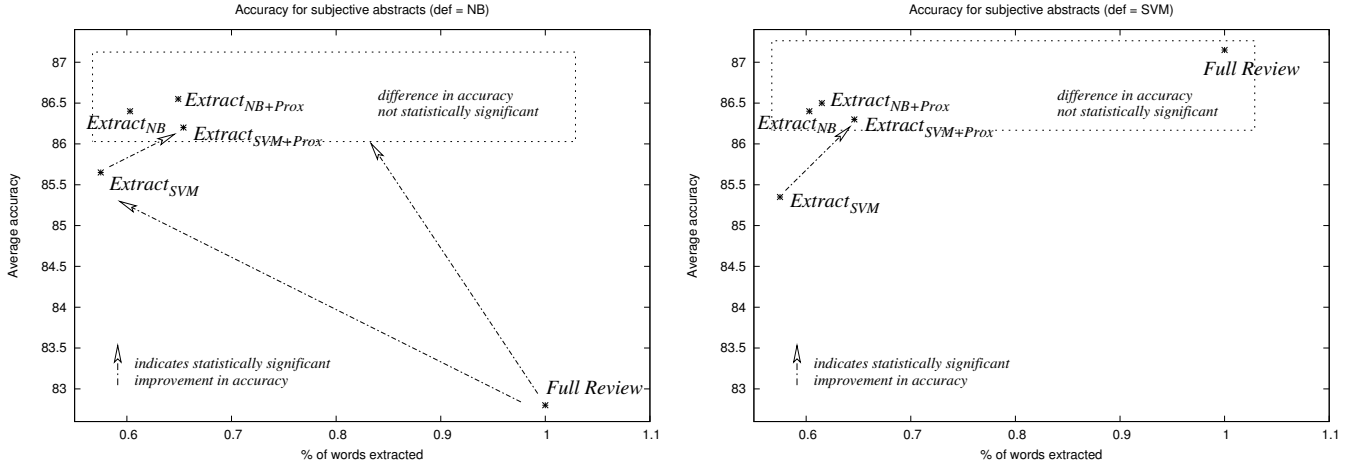 Accuracy for subjective abstracts (def = NB)
87
86.5
86
85.5
85
84.5
84
83.5
83
Average accuracy
difference in accuracy
not statistically significant
Extract_NB+Prox
Extract_NB
Extract_SVM+Prox
Extract_SVM
indicates statistically significant
improvement in accuracy
Full Review
0.6 0.7 0.8 0.9 1 1.1
% of words extracted
Accuracy for subjective abstracts (def = SVM)
87
86.5
86
85.5
85
84.5
84
83.5
83
Average accuracy
Full Review
difference in accuracy
not statistically significant
Extract_NB+Prox
Extract_NB
Extract_SVM+Prox
Extract_SVM
indicates statistically significant
improvement in accuracy
0.6 0.7 0.8 0.9 1 1.1
% of words extracted